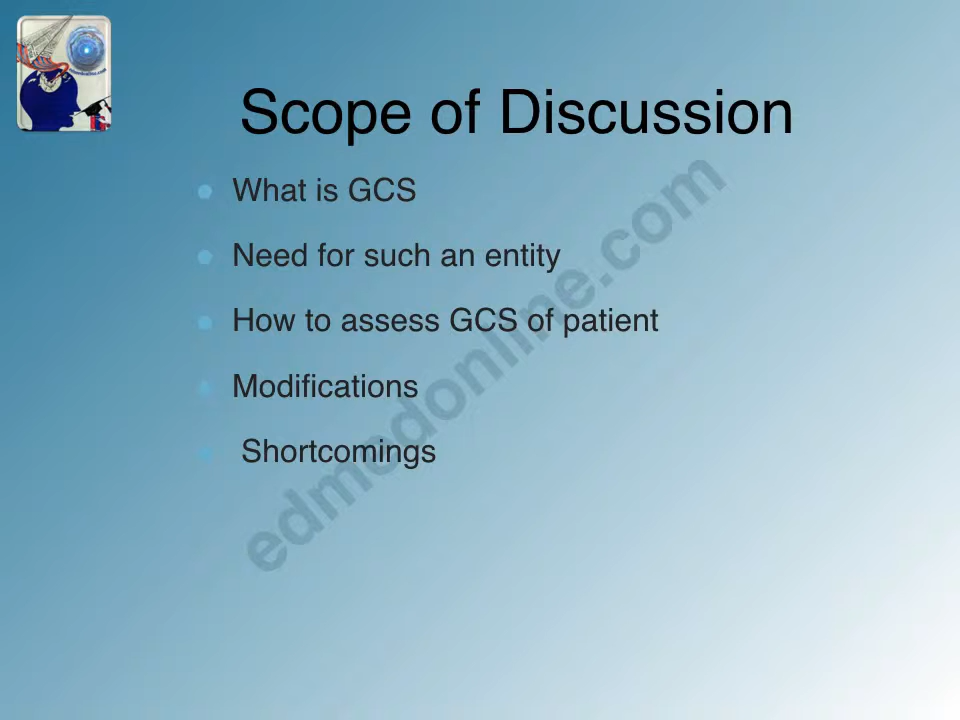 Scope of Discussion
What is GCS
Need for such an entity
How to assess GCS of patient
Modifications
Shortcomings
edmedonline.com